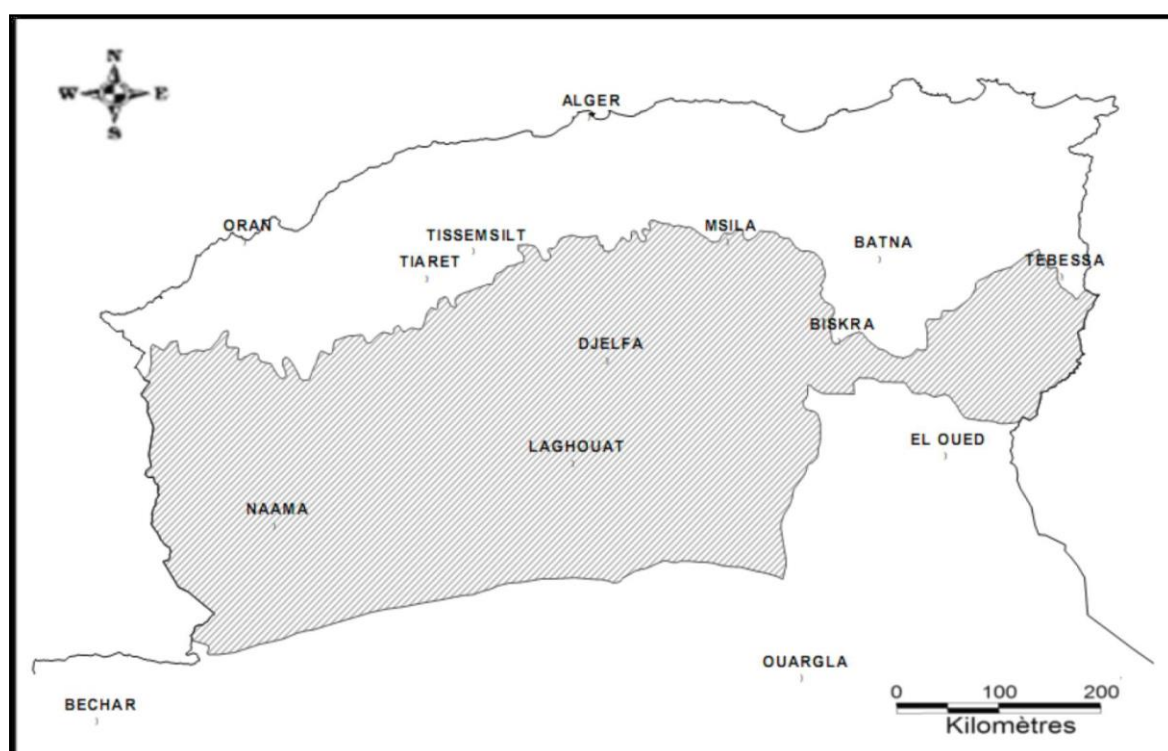 N
W E
S
ALGER
ORAN
TISSEMSILT
MSILA
BATNA
TIARET
TEBESSA
BISKRA
DJELFA
EL OUED
LAGHOUAT
NAAMA
OUARGLA
BECHAR
0 100 200
Kilomètres